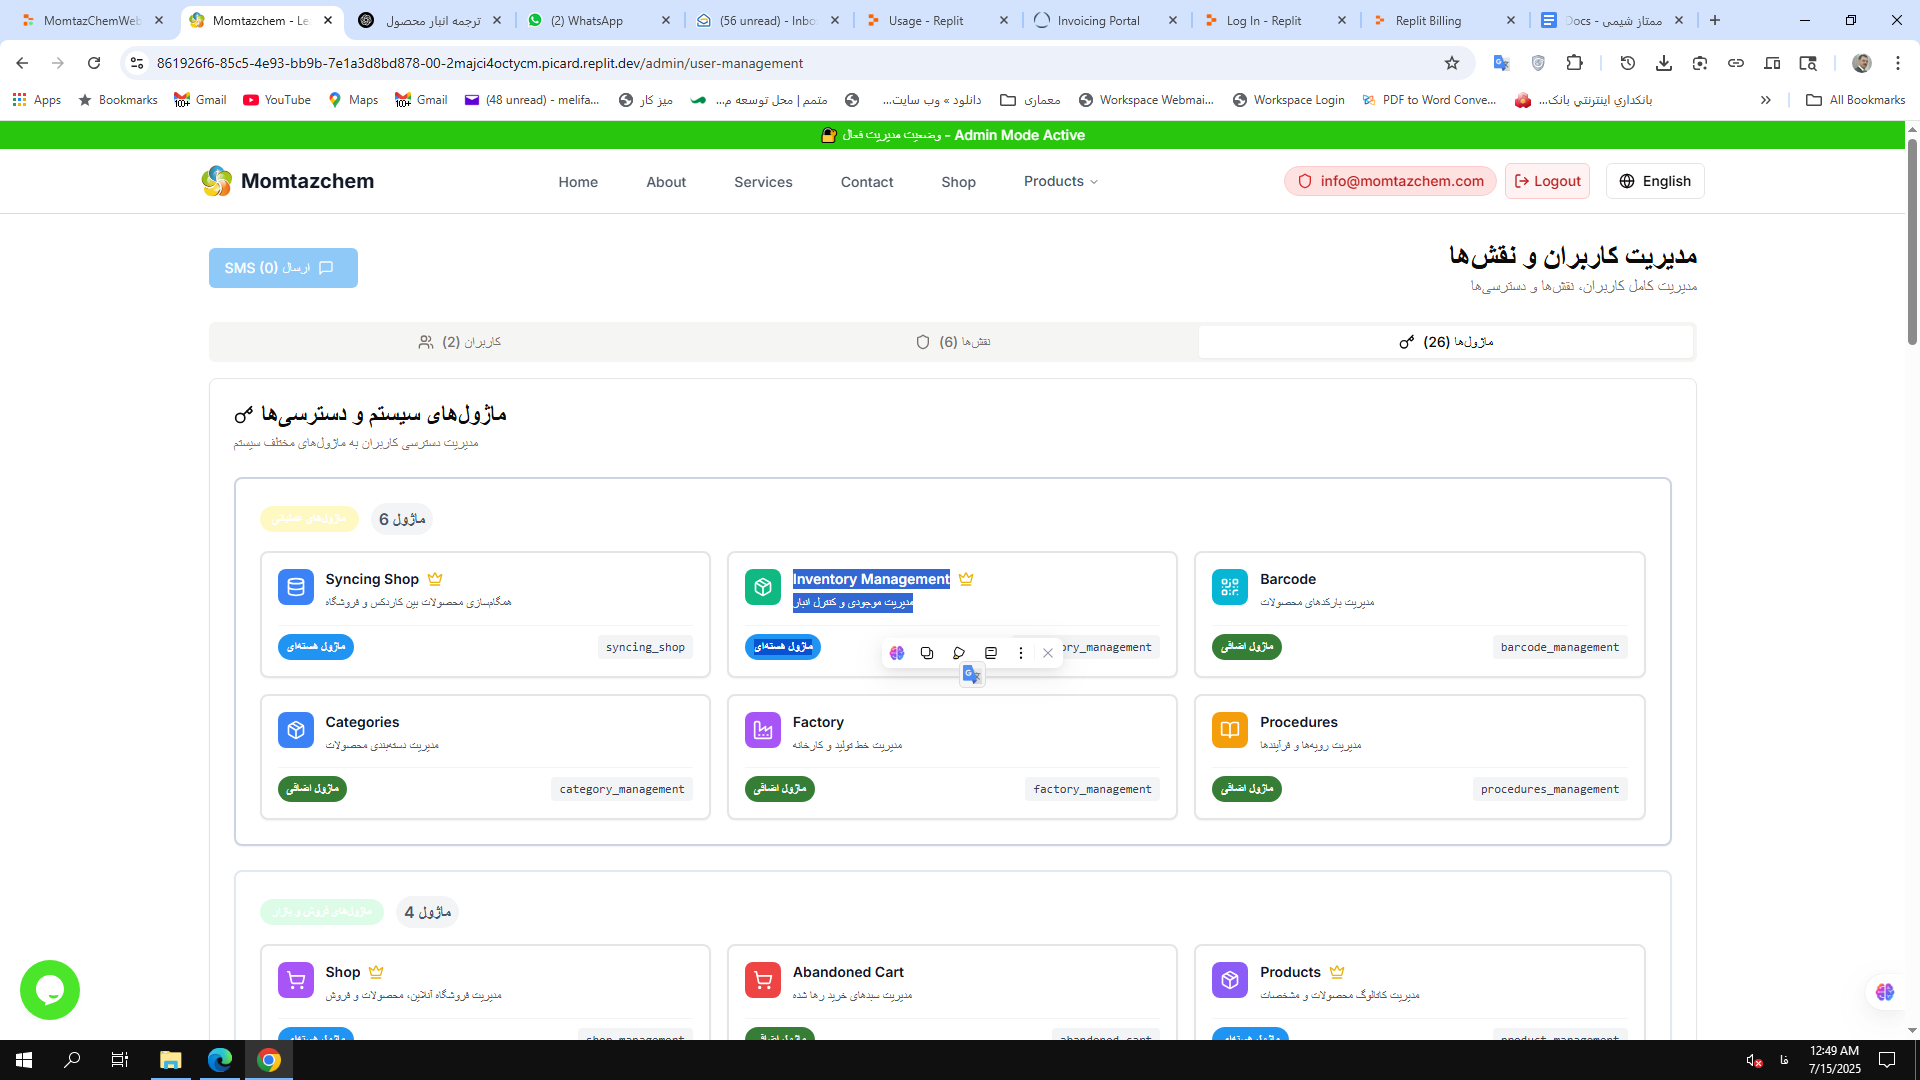 MomtazChemWeb
Momtazchem - Le
ترجمه انبار محصول
(2) WhatsApp
(56 unread) - Inbo
Usage - Replit
Invoicing Portal
Log In - Replit
Replit Billing
ممتاز شیمی - Docs
861926f6-85c5-4e93-bb9b-7e1a3d8bd878-00-2majci4octycm.picard.replit.dev/admin/user-management
Apps
Bookmarks
Gmail
YouTube
Maps
Gmail
(48 unread) - melifa...
میز کار
متمم | محل توسعه م...
دانلود » وب سایت...
معماری
Workspace Webmai...
Workspace Login
PDF to Word Conve...
بانکداري اینترنتي بانک...
All Bookmarks
وضعیت مدیریت فعال - Admin Mode Active
Momtazchem
Home
About
Services
Contact
Shop
Products
info@momtazchem.com
Logout
English
مدیریت کاربران و نقش‌ها
مدیریت کامل کاربران، نقش‌ها و دسترسی‌ها
ارسال SMS (0)
ماژول‌ها (26)
نقش‌ها (6)
کاربران (2)
ماژول‌های سیستم و دسترسی‌ها
مدیریت دسترسی کاربران به ماژول‌های مختلف سیستم
6 ماژول
Syncing Shop
همگام‌سازی محصولات بین کاردکس و فروشگاه
ماژول هسته‌ای
syncing_shop
Inventory Management
مدیریت موجودی و کنترل انبار
ماژول هسته‌ای
ory_management
Barcode
مدیریت بارکدهای محصولات
ماژول اضافی
barcode_management
Categories
مدیریت دسته‌بندی محصولات
ماژول اضافی
category_management
Factory
مدیریت خط تولید و کارخانه
ماژول اضافی
factory_management
Procedures
مدیریت رویه‌ها و فرآیندها
ماژول اضافی
procedures_management
ماژول‌های فروش و بازار
4 ماژول
Shop
مدیریت فروشگاه آنلاین، محصولات و فروش
Abandoned Cart
مدیریت سبدهای خرید رها شده
Products
مدیریت کاتالوگ محصولات و مشخصات
shop_management
abandoned_cart
product_management
فا
12:49 AM
7/15/2025